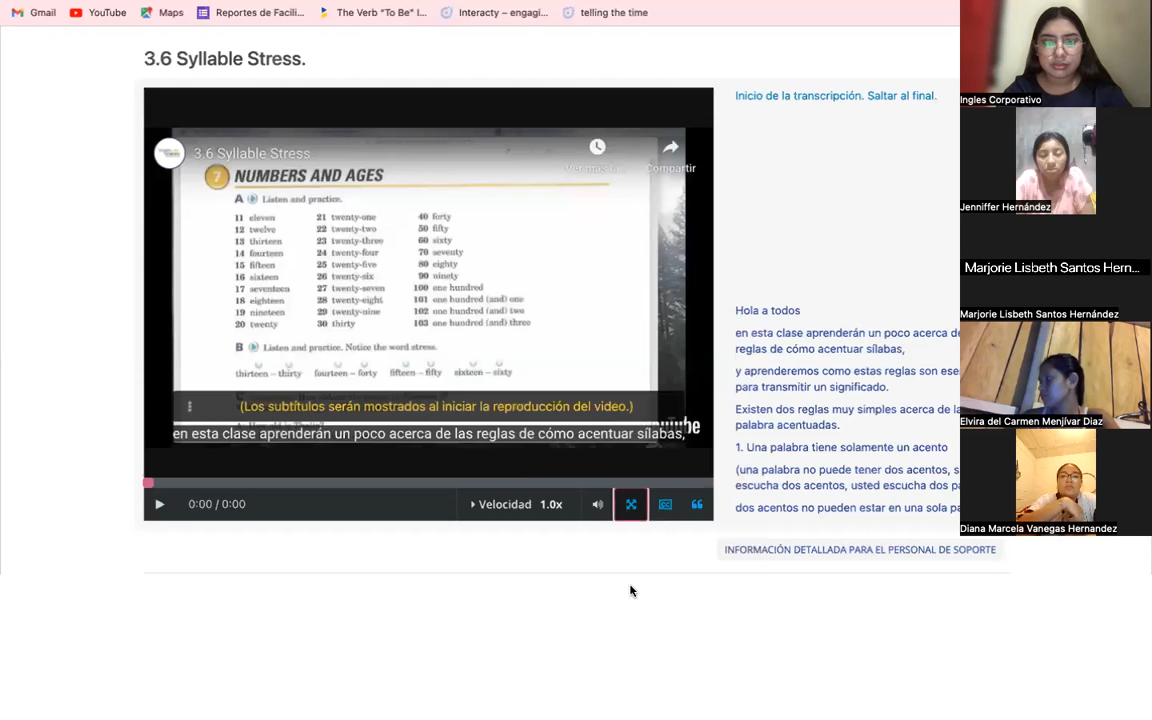 Gmail
YouTube
Maps
Reportes de Facili...
The Verb "To Be" I...
Interacty – engagi...
telling the time
3.6 Syllable Stress.
3.6 Syllable Stress
Compartir
7 NUMBERS AND AGES
A Listen and practice.
11 eleven 21 twenty-one 40 forty
12 twelve 22 twenty-two 50 fifty
13 thirteen 23 twenty-three 60 sixty
14 fourteen 24 twenty-four 70 seventy
15 fifteen 25 twenty-five 80 eighty
16 sixteen 26 twenty-six 90 ninety
17 seventeen 27 twenty-seven 100 one hundred
18 eighteen 28 twenty-eight 101 one hundred (and) one
19 nineteen 29 twenty-nine 102 one hundred (and) two
20 twenty 30 thirty 103 one hundred (and) three
B Listen and practice. Notice the word stress.
thirteen – thirty fourteen – forty fifteen – fifty sixteen – sixty
(Los subtítulos serán mostrados al iniciar la reproducción del video.)
en esta clase aprenderán un poco acerca de las reglas de cómo acentuar sílabas,
0:00 / 0:00
Velocidad 1.0x
Inicio de la transcripción. Saltar al final.
Hola a todos
en esta clase aprenderán un poco acerca de
reglas de cómo acentuar sílabas,
y aprenderemos como estas reglas son ese
para transmitir un significado.
Existen dos reglas muy simples acerca de la
palabra acentuadas.
1. Una palabra tiene solamente un acento
(una palabra no puede tener dos acentos, s
escucha dos acentos, usted escucha dos pa
dos acentos no pueden estar en una sola pa
INFORMACIÓN DETALLADA PARA EL PERSONAL DE SOPORTE
Ingles Corporativo
Jenniffer Hernández
Marjorie Lisbeth Santos Hern...
Marjorie Lisbeth Santos Hernández
Elvira del Carmen Menjívar Díaz
Diana Marcela Vanegas Hernandez